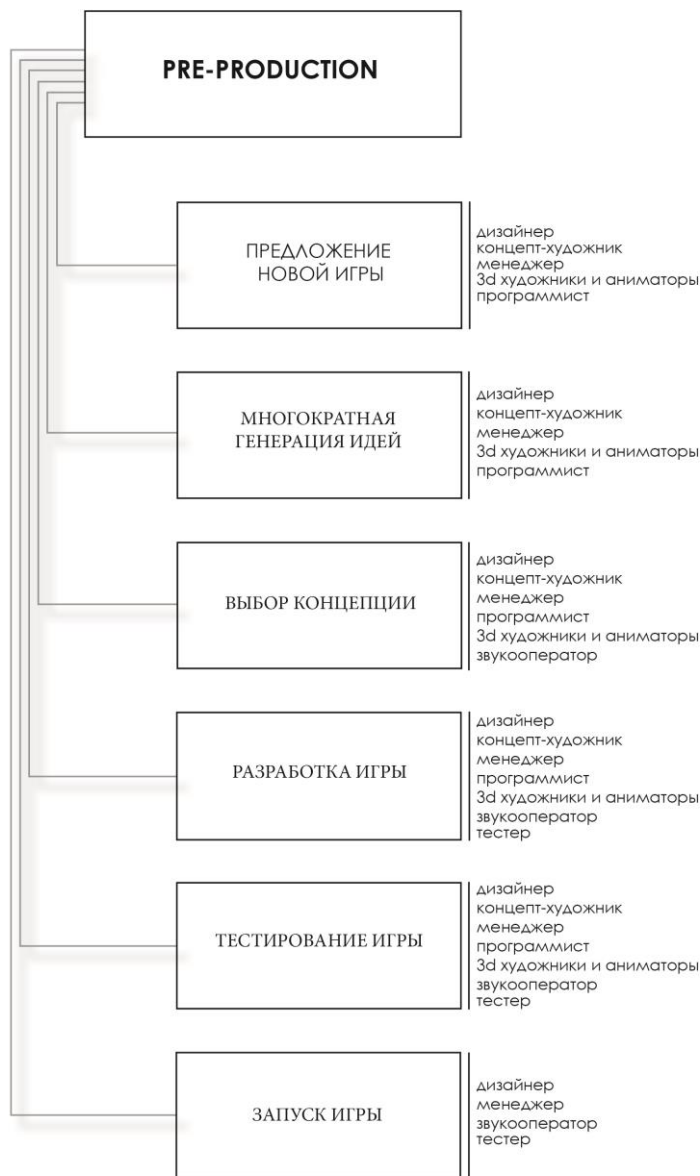 PRE-PRODUCTION
ПРЕДЛОЖЕНИЕ
НОВОЙ ИГРЫ
дизайнер
концепт-художник
менеджер
3d художники и аниматоры
программист
МНОГОКРАТНАЯ
ГЕНЕРАЦИЯ ИДЕЙ
дизайнер
концепт-художник
менеджер
3d художники и аниматоры
программист
ВЫБОР КОНЦЕПЦИИ
дизайнер
концепт-художник
менеджер
программист
3d художники и аниматоры
звукооператор
РАЗРАБОТКА ИГРЫ
дизайнер
концепт-художник
менеджер
программист
3d художники и аниматоры
звукооператор
тестер
ТЕСТИРОВАНИЕ ИГРЫ
дизайнер
концепт-художник
менеджер
программист
3d художники и аниматоры
звукооператор
тестер
ЗАПУСК ИГРЫ
дизайнер
менеджер
звукооператор
тестер